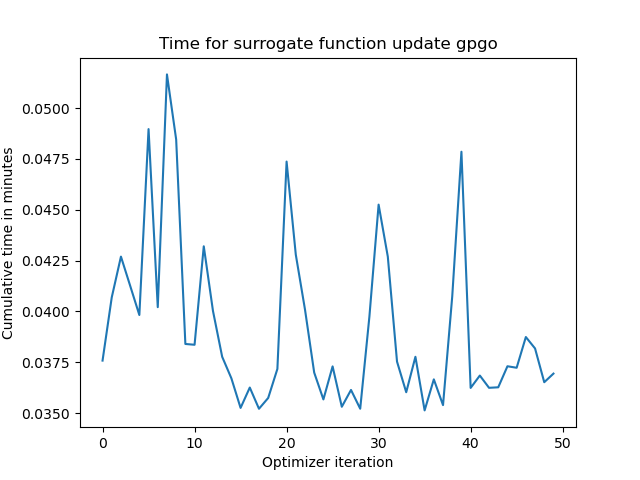 Time for surrogate function update gpgo
Cumulative time in minutes
0.0500
0.0475
0.0450
0.0425
0.0400
0.0375
0.0350
0 10 20 30 40 50
Optimizer iteration